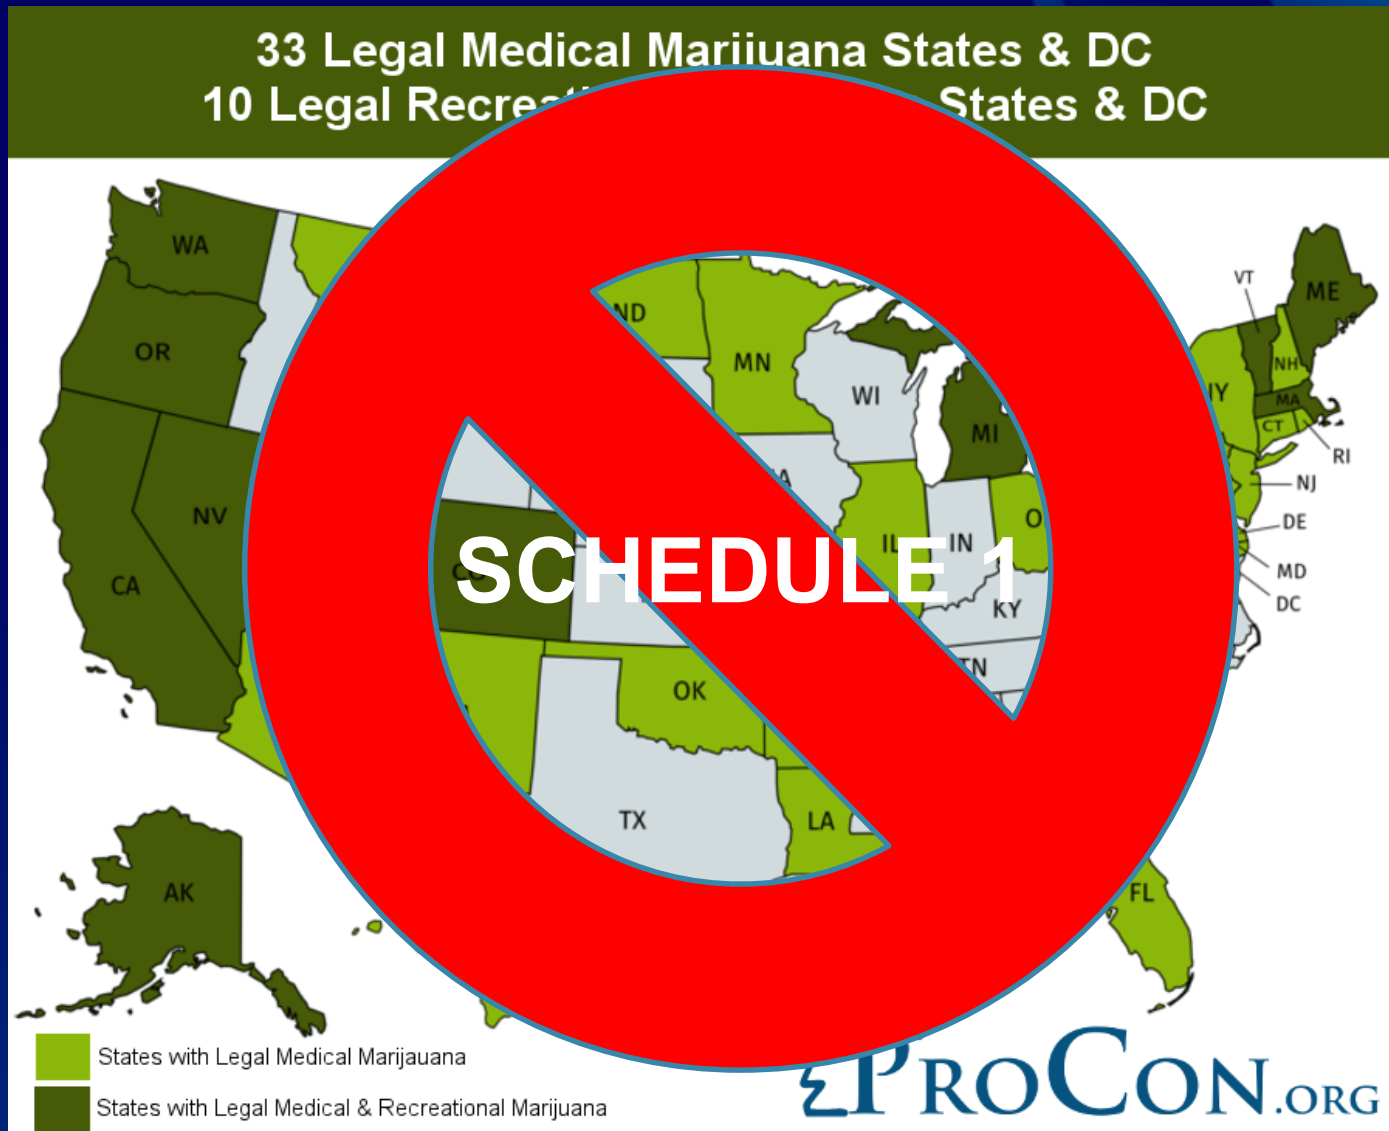 33 Legal Medical Marijuana States & DC
10 Legal States & DC
WA
VT
ME
OR
ND
MN
WI
NH
MA
MI
CT
RI
NV
NJ
DE
IL
IN
CA
SCHEDULE 1
MD
DC
KY
TN
OK
TX
LA
AK
FL
States with Legal Medical Marijauana
States with Legal Medical & Recreational Marijuana
PROCON.ORG